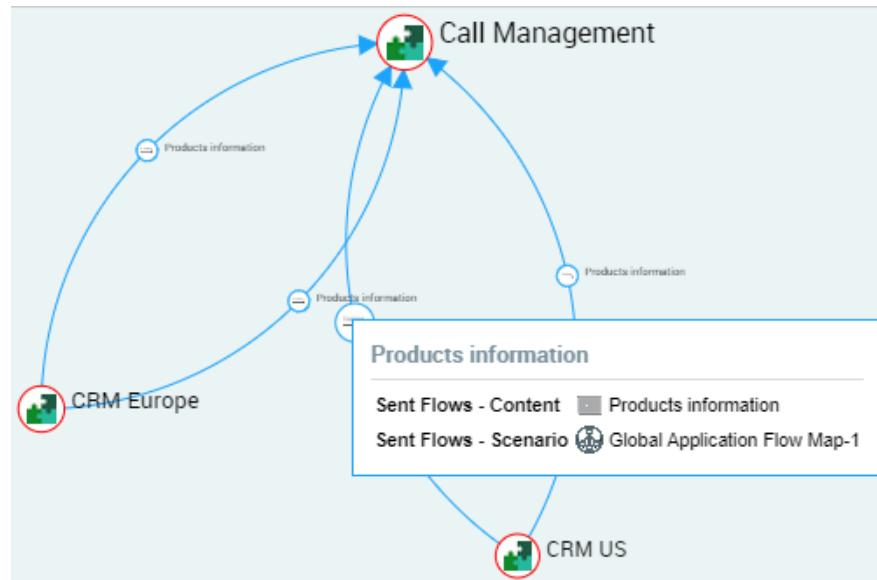 Call Management
Products information
Products information
Products information
CRM Europe
Products information
Sent Flows - Content Products information
Sent Flows - Scenario Global Application Flow Map-1
CRM US